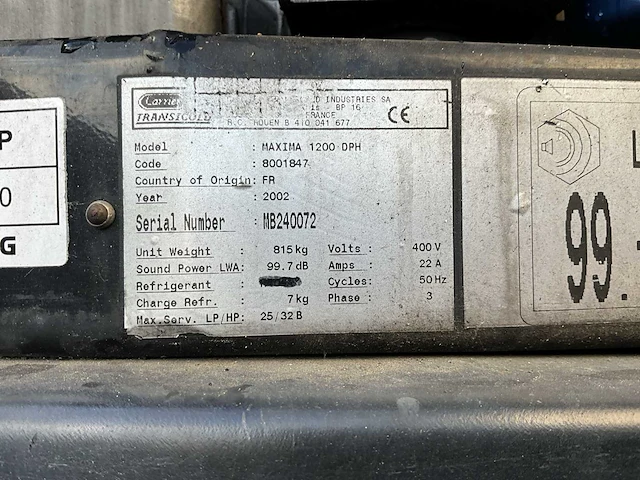 P
0
G
Carrier
TRANSICOLD
INDUSTRIES SA
BP 16
FRANCE
R.C. ROUEN B 410 041 677
CE
Model : MAXIMA 1200 DPH
Code : 8001847
Country of Origin: FR
Year : 2002
Serial Number : MB240072
Unit Weight : 815 kg Volts : 400 V
Sound Power LWA: 99.7 dB Amps : 22 A
Refrigerant : Cycles: 50 Hz
Charge Refr. : 7 kg Phase : 3
Max.Serv. LP/HP: 25/32 B
L
99.